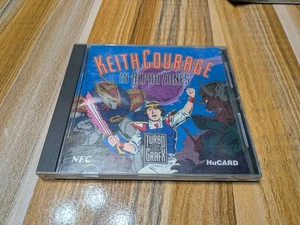 KEITH COURAGE
IN ALPHA ZONES
TURBO
GRAFX
NEC
HuCARD